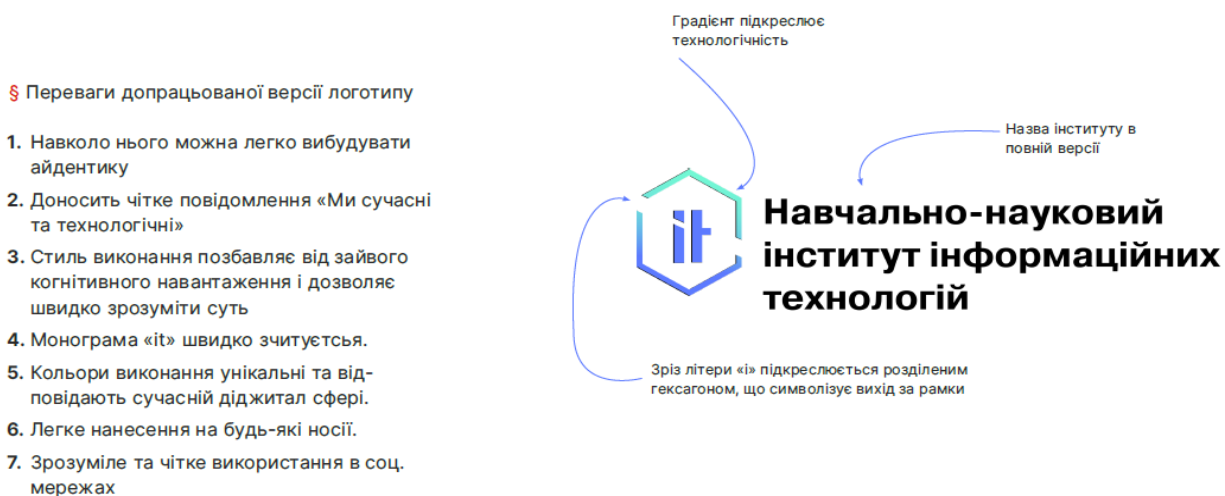 § Переваги допрацьованої версії логотипу
1. Навколо нього можна легко вибудувати
айдентику
2. Доносить чітке повідомлення «Ми сучасні
та технологічні»
3. Стиль виконання позбавляє від зайвого
когнітивного навантаження і дозволяє
швидко зрозуміти суть
4. Монограма «it» швидко зчитуєтсья.
5. Кольори виконання унікальні та від-
повідають сучасній діджитал сфері.
6. Легке нанесення на будь-які носії.
7. Зрозуміле та чітке використання в соц.
мережах
Градієнт підкреслює
технологічність
Назва інституту в
повній версії
it
Навчально-науковий
інститут інформаційних
технологій
Зріз літери «і» підкреслюється розділеним
гексагоном, що символізує вихід за рамки